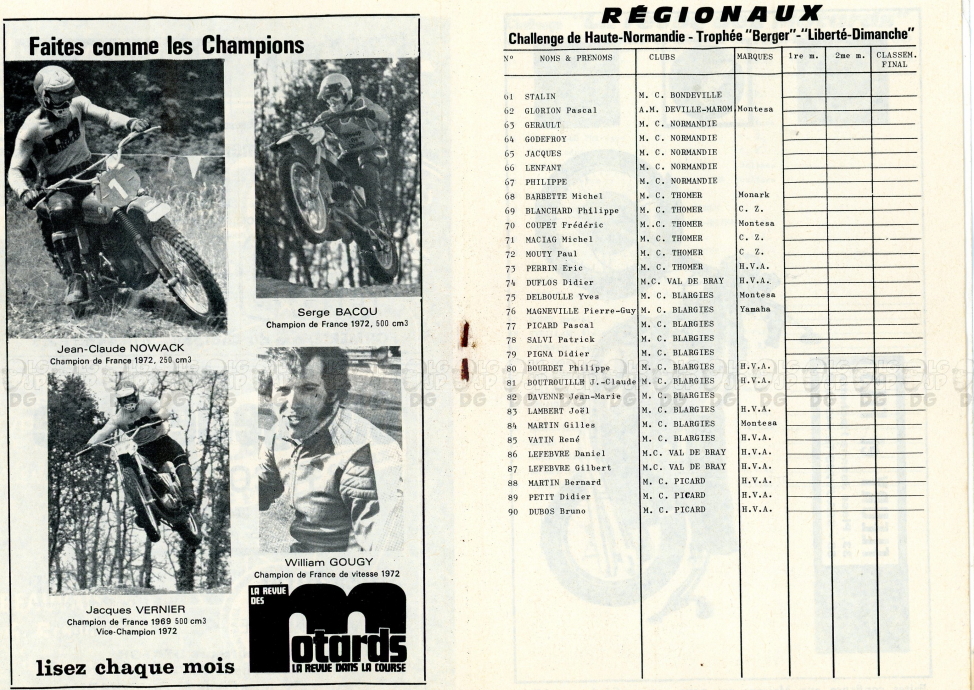 Faites comme les Champions
1
Serge BACOU
Champion de France 1972, 500 cm3
Jean-Claude NOWACK
Champion de France 1972, 250 cm3
William GOUGY
Champion de France de vitesse 1972
Jacques VERNIER
Champion de France 1969 500 cm3
Vice-Champion 1972
LA REVUE
DES
Motards
LA REVUE DANS LA COURSE
lisez chaque mois
RÉGIONAUX
Challenge de Haute-Normandie - Trophée "Berger"-"Liberté-Dimanche"
N° NOMS & PRENOMS CLUBS MARQUES 1re m. 2me m. CLASSEM. FINAL
61 STALIN M. C. BONDEVILLE
62 GLORION Pascal A.M. DEVILLE-MAROM. Montesa
63 GERAULT M. C. NORMANDIE
64 GODEFROY M. C. NORMANDIE
65 JACQUES M. C. NORMANDIE
66 LENFANT M. C. NORMANDIE
67 PHILIPPE M. C. NORMANDIE
68 BARBETTE Michel M. C. THOMER Monark
69 BLANCHARD Philippe M. C. THOMER C. Z.
70 COUPET Frédéric M..C. THOMER Montesa
71 MACIAG Michel M. C. THOMER C. Z.
72 MOUTY Paul M. C. THOMER C Z.
73 PERRIN Eric M. C. THOMER H.V.A.
74 DUFLOS Didier M.C. VAL DE BRAY H.V.A.
75 DELBOULLE Yves M. C. BLARGIES Montesa
76 MAGNEVILLE Pierre-Guy M. C. BLARGIES Yamaha
77 PICARD Pascal M. C. BLARGIES
78 SALVI Patrick M. C. BLARGIES
79 PIGNA Didier M. C. BLARGIES
80 BOURDET Philippe M. C. BLARGIES H.V.A.
81 BOUTROUILLE J.-Claude M. C. BLARGIES H.V.A.
82 DAVENNE Jean-Marie M. C. BLARGIES
83 LAMBERT Joël M. C. BLARGIES H.V.A.
84 MARTIN Gilles M. C. BLARGIES Montesa
85 VATIN René M. C. BLARGIES H.V.A.
86 LEFEBVRE Daniel M.C. VAL DE BRAY H.V.A.
87 LEFEBVRE Gilbert M.C. VAL DE BRAY H.V.A.
88 MARTIN Bernard M. C. PICARD H.V.A.
89 PETIT Didier M. C. PICARD H.V.A.
90 DUBOS Bruno M. C. PICARD H.V.A.